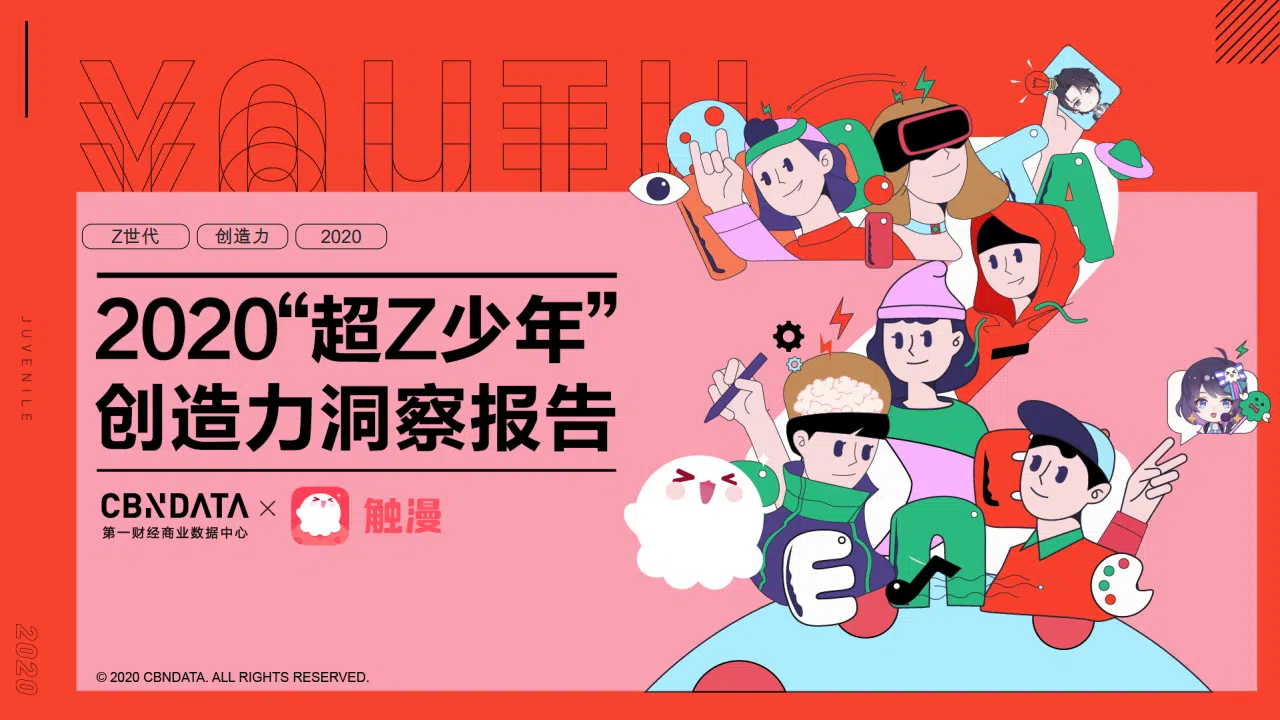 YOUTH
JUVENILE
2020
Z世代
创造力
2020
2020“超Z少年”
创造力洞察报告
CBNDATA × 触漫
第一财经商业数据中心
© 2020 CBNDATA. ALL RIGHTS RESERVED.